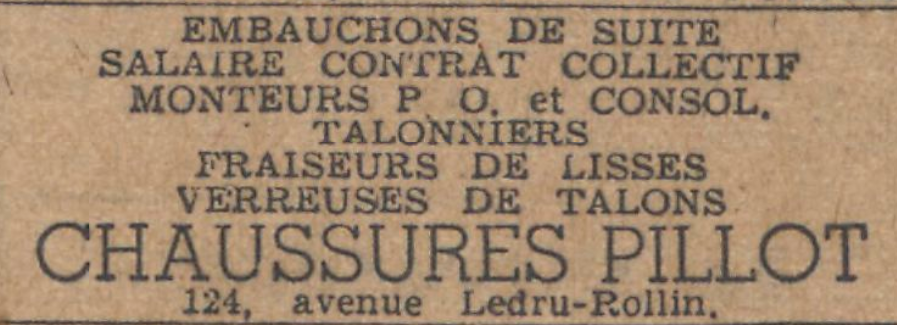 EMBAUCHONS DE SUITE
SALAIRE CONTRAT COLLECTIF
MONTEURS P. O. et CONSOL.
TALONNIERS
FRAISEURS DE LISSES
VERREUSES DE TALONS
CHAUSSURES PILLOT
124, avenue Ledru-Rollin.